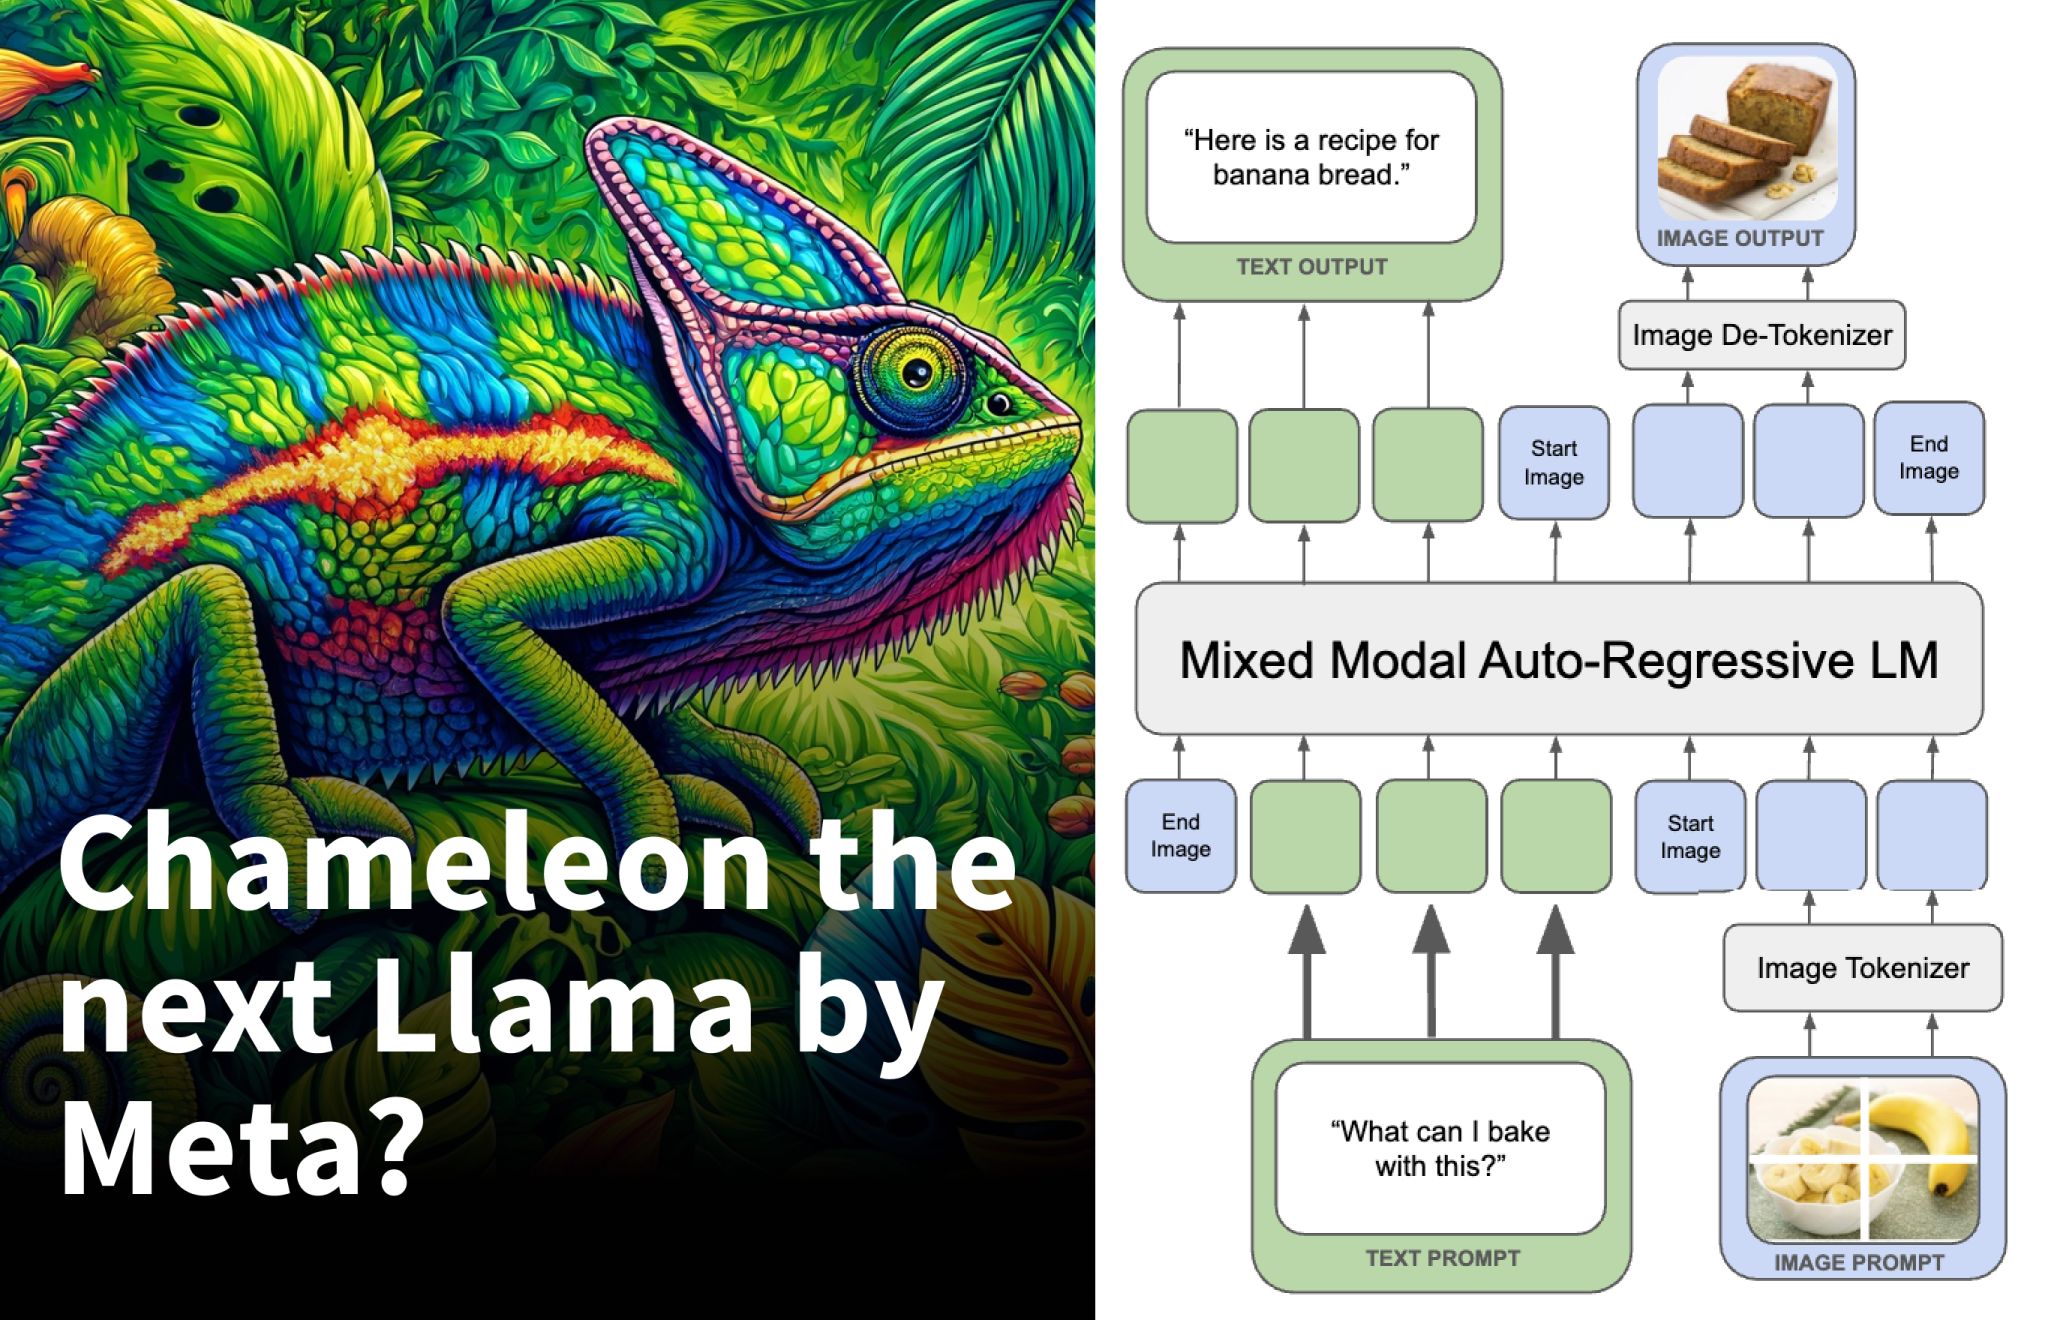 Chameleon the
next Llama by
Meta?
“Here is a recipe for
banana bread.”
TEXT OUTPUT
IMAGE OUTPUT
Image De-Tokenizer
Start
Image
End
Image
Mixed Modal Auto-Regressive LM
End
Image
Start
Image
Image Tokenizer
“What can I bake
with this?”
TEXT PROMPT
IMAGE PROMPT